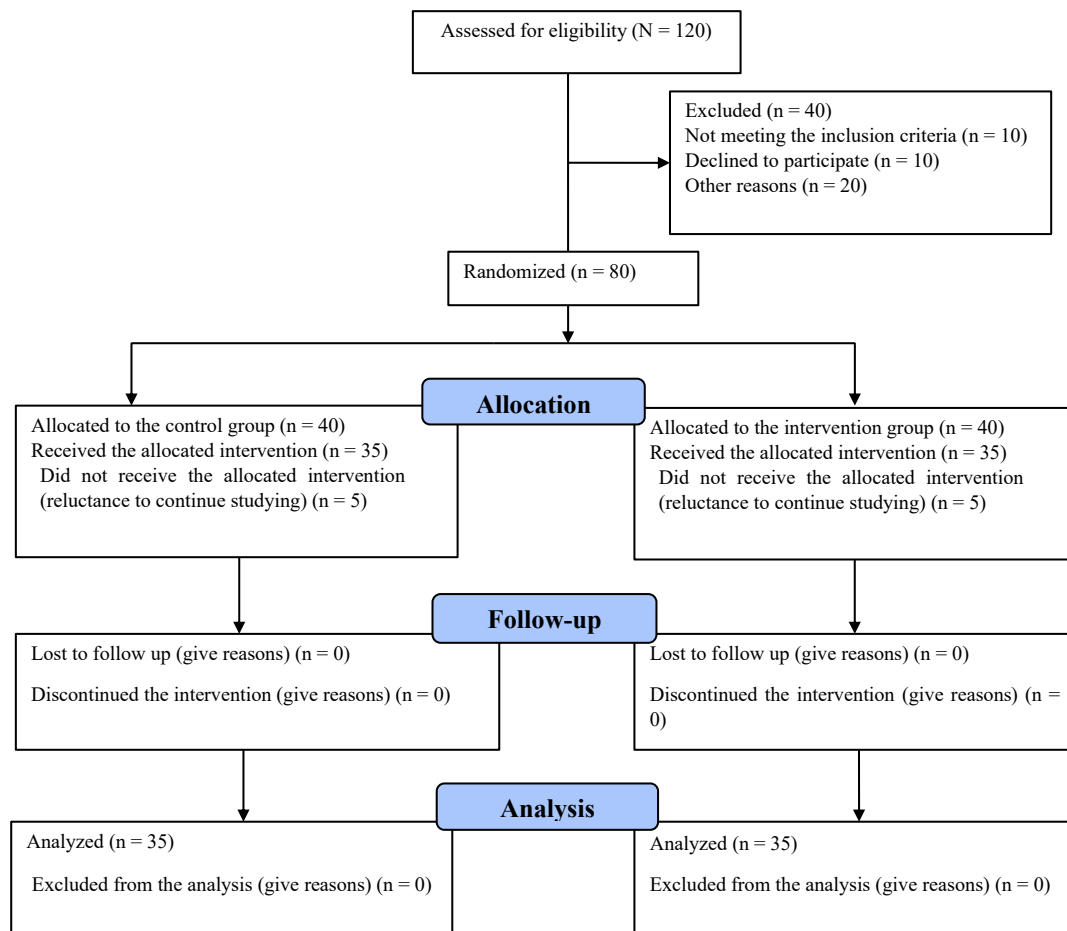 Assessed for eligibility (N = 120)
Excluded (n = 40)
Not meeting the inclusion criteria (n = 10)
Declined to participate (n = 10)
Other reasons (n = 20)
Randomized (n = 80)
Allocation
Allocated to the control group (n = 40)
Received the allocated intervention (n = 35)
Did not receive the allocated intervention
(reluctance to continue studying) (n = 5)
Allocated to the intervention group (n = 40)
Received the allocated intervention (n = 35)
Did not receive the allocated intervention
(reluctance to continue studying) (n = 5)
Follow-up
Lost to follow up (give reasons) (n = 0)
Discontinued the intervention (give reasons) (n = 0)
Lost to follow up (give reasons) (n = 0)
Discontinued the intervention (give reasons) (n =
0)
Analysis
Analyzed (n = 35)
Excluded from the analysis (give reasons) (n = 0)
Analyzed (n = 35)
Excluded from the analysis (give reasons) (n = 0)